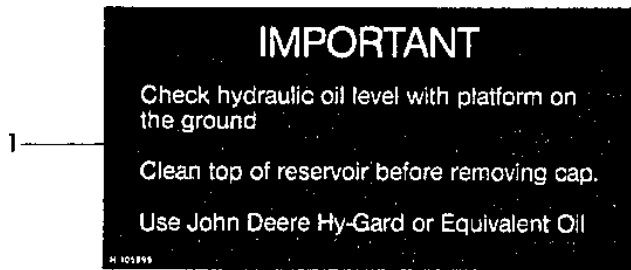 IMPORTANT
Check hydraulic oil level with platform on
the ground
1
Clean top of reservoir before removing cap.
Use John Deere Hy-Gard or Equivalent Oil